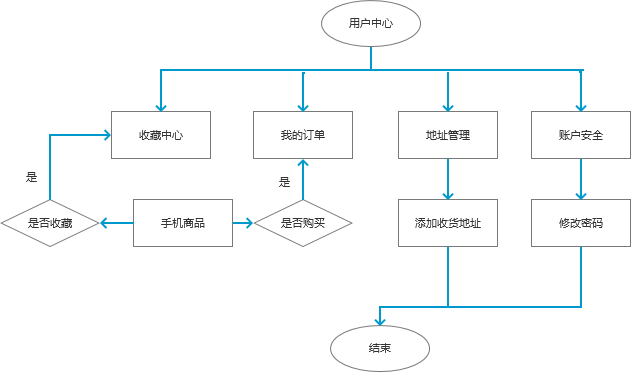 用户中心
收藏中心
我的订单
地址管理
账户安全
是
是
是否收藏
手机商品
是否购买
添加收货地址
修改密码
结束